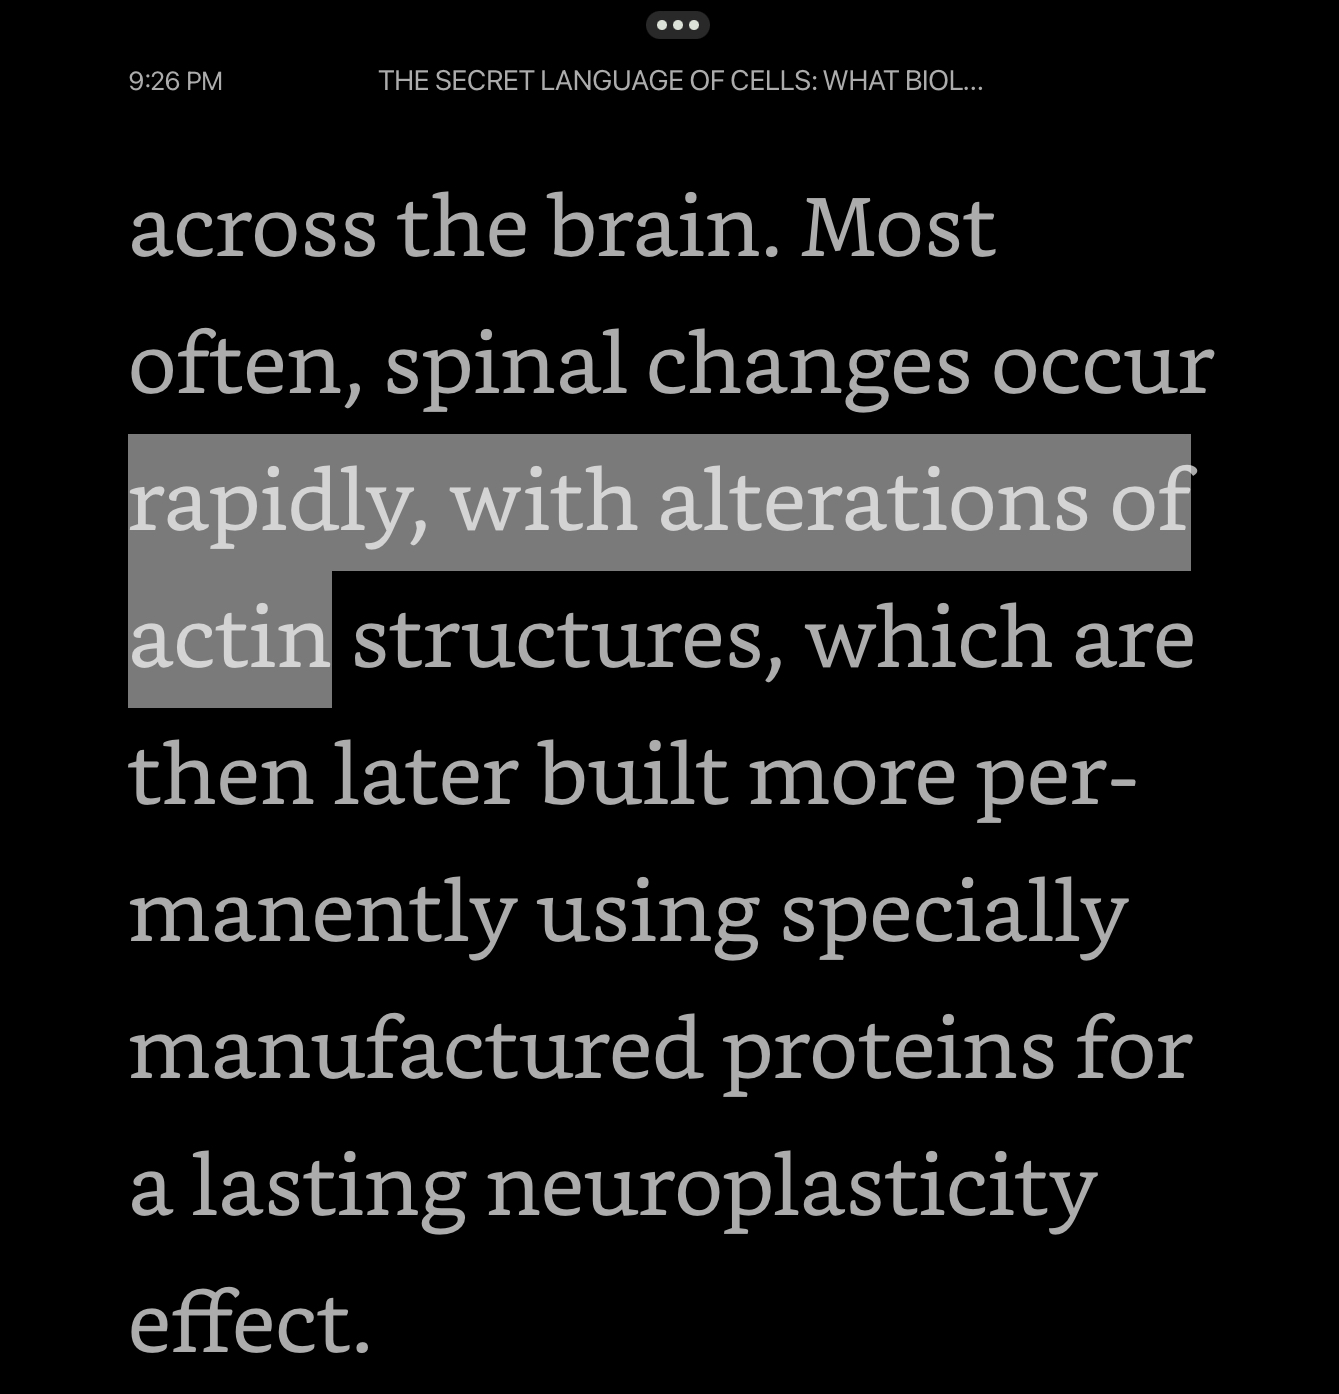 9:26 PM THE SECRET LANGUAGE OF CELLS: WHAT BIOL...
across the brain. Most
often, spinal changes occur
rapidly, with alterations of
actin structures, which are
then later built more per-
manently using specially
manufactured proteins for
a lasting neuroplasticity
effect.